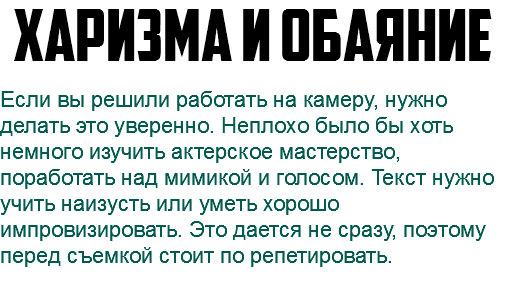 ХАРИЗМА И ОБАЯНИЕ
Если вы решили работать на камеру, нужно
делать это уверенно. Неплохо было бы хоть
немного изучить актерское мастерство,
поработать над мимикой и голосом. Текст нужно
учить наизусть или уметь хорошо
импровизировать. Это дается не сразу, поэтому
перед съемкой стоит по репетировать.